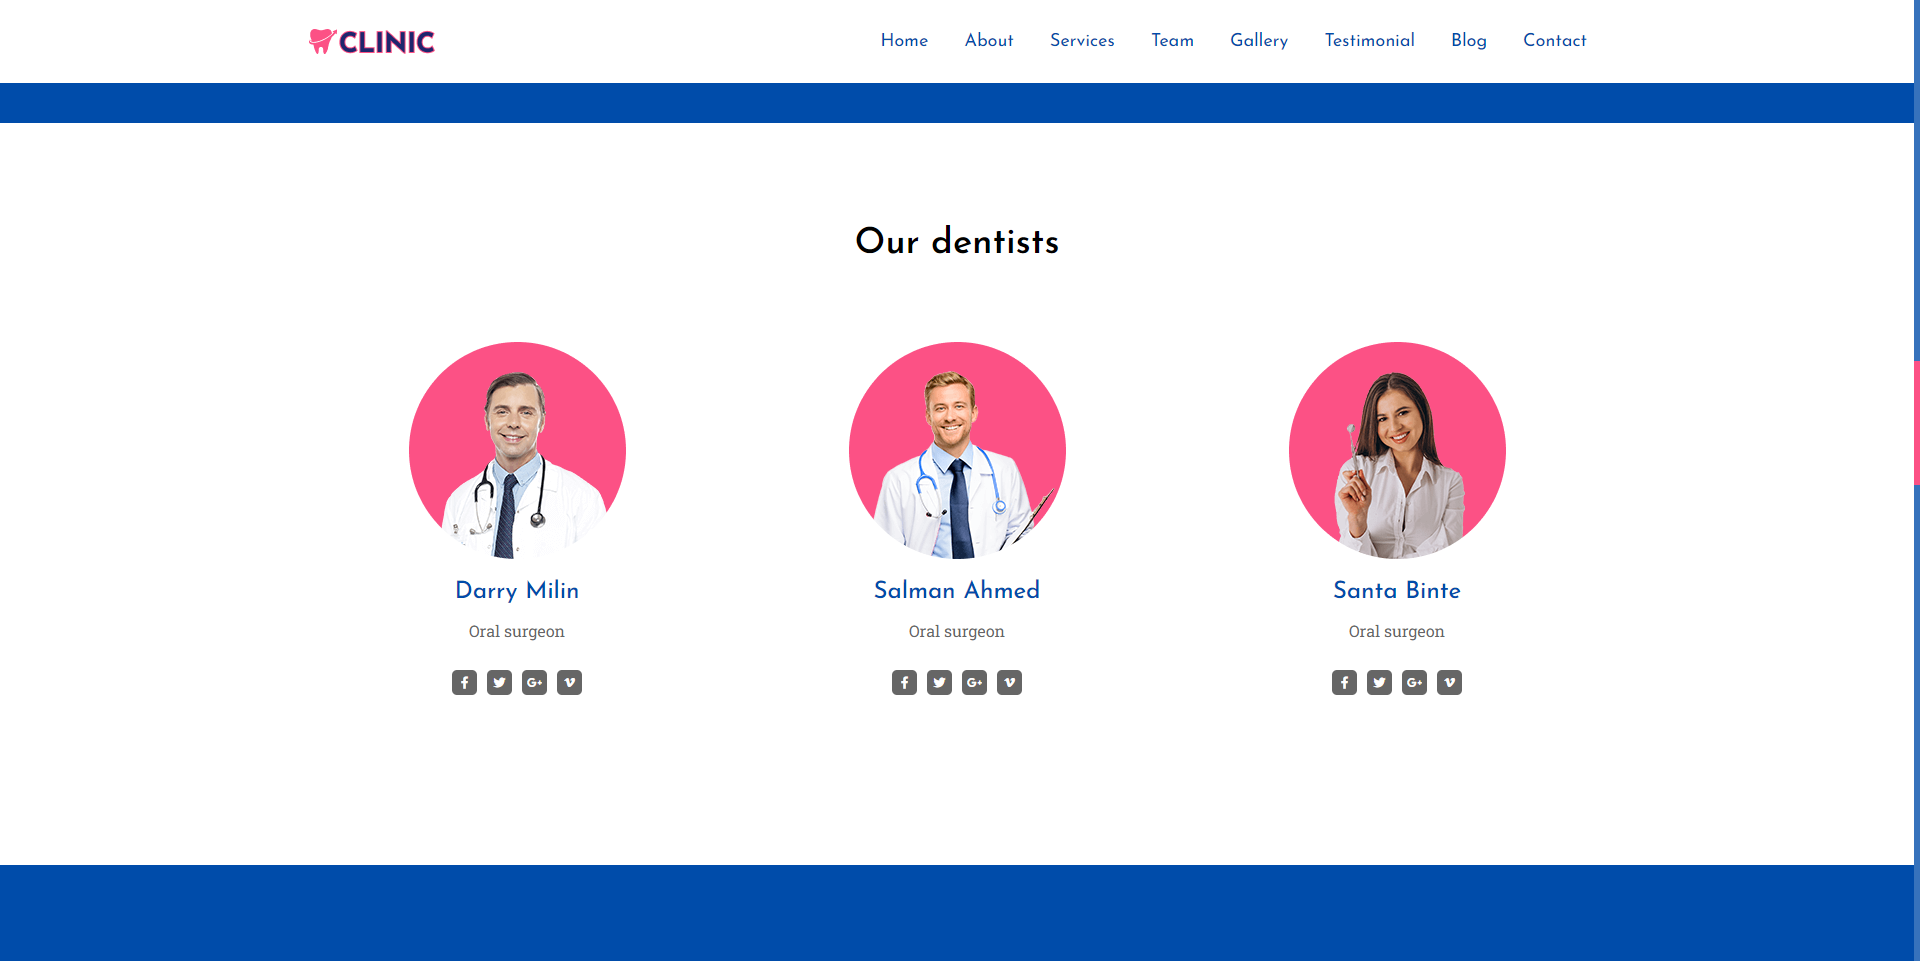 CLINIC
Home About Services Team Gallery Testimonial Blog Contact
Our dentists
Darry Milin
Oral surgeon
Salman Ahmed
Oral surgeon
Santa Binte
Oral surgeon